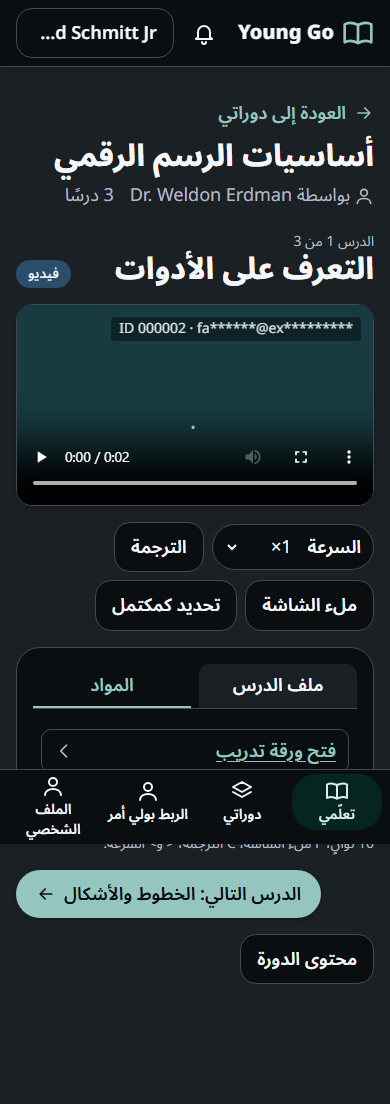 Young Go
...d Schmitt Jr
العودة إلى دوراتي
أساسيات الرسم الرقمي
بواسطة Dr. Weldon Erdman 3 درسًا
الدرس 1 من 3
التعرف على الأدوات
فيديو
ID 000002 · fa******@ex*********
0:00 / 0:02
السرعة 1×
الترجمة
ملء الشاشة
تحديد كمكتمل
ملف الدرس
المواد
فتح ورقة تدريب
تعلّمي
دوراتي
الربط بولي أمر
الملف الشخصي
الدرس التالي: الخطوط والأشكال
محتوى الدورة